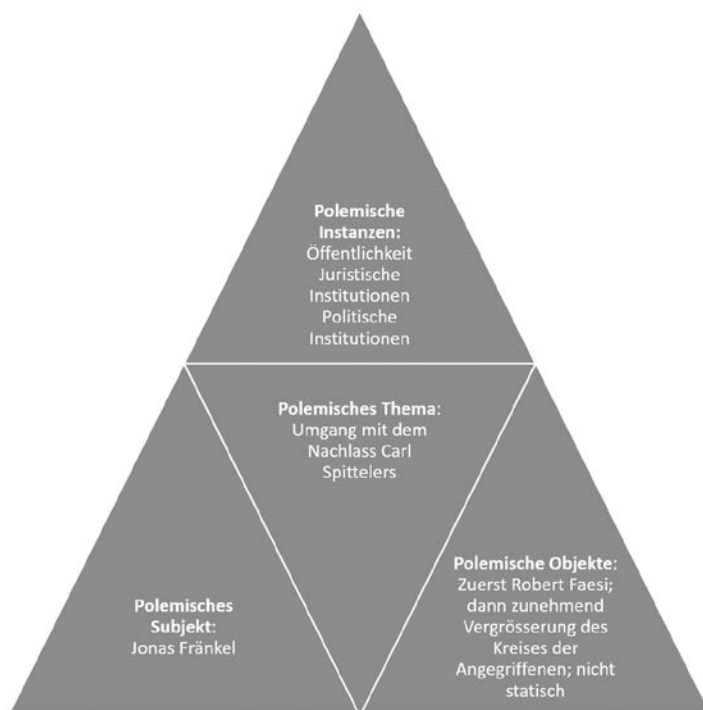 Polemische
Instanzen:
Öffentlichkeit
Juristische
Institutionen
Politische
Institutionen
Polemisches Thema:
Umgang mit dem
Nachlass Carl
Spittelers
Polemisches
Subjekt:
Jonas Fränkel
Polemische Objekte:
Zuerst Robert Faesi;
dann zunehmend
Vergrösserung des
Kreises der
Angegriffenen; nicht
statisch